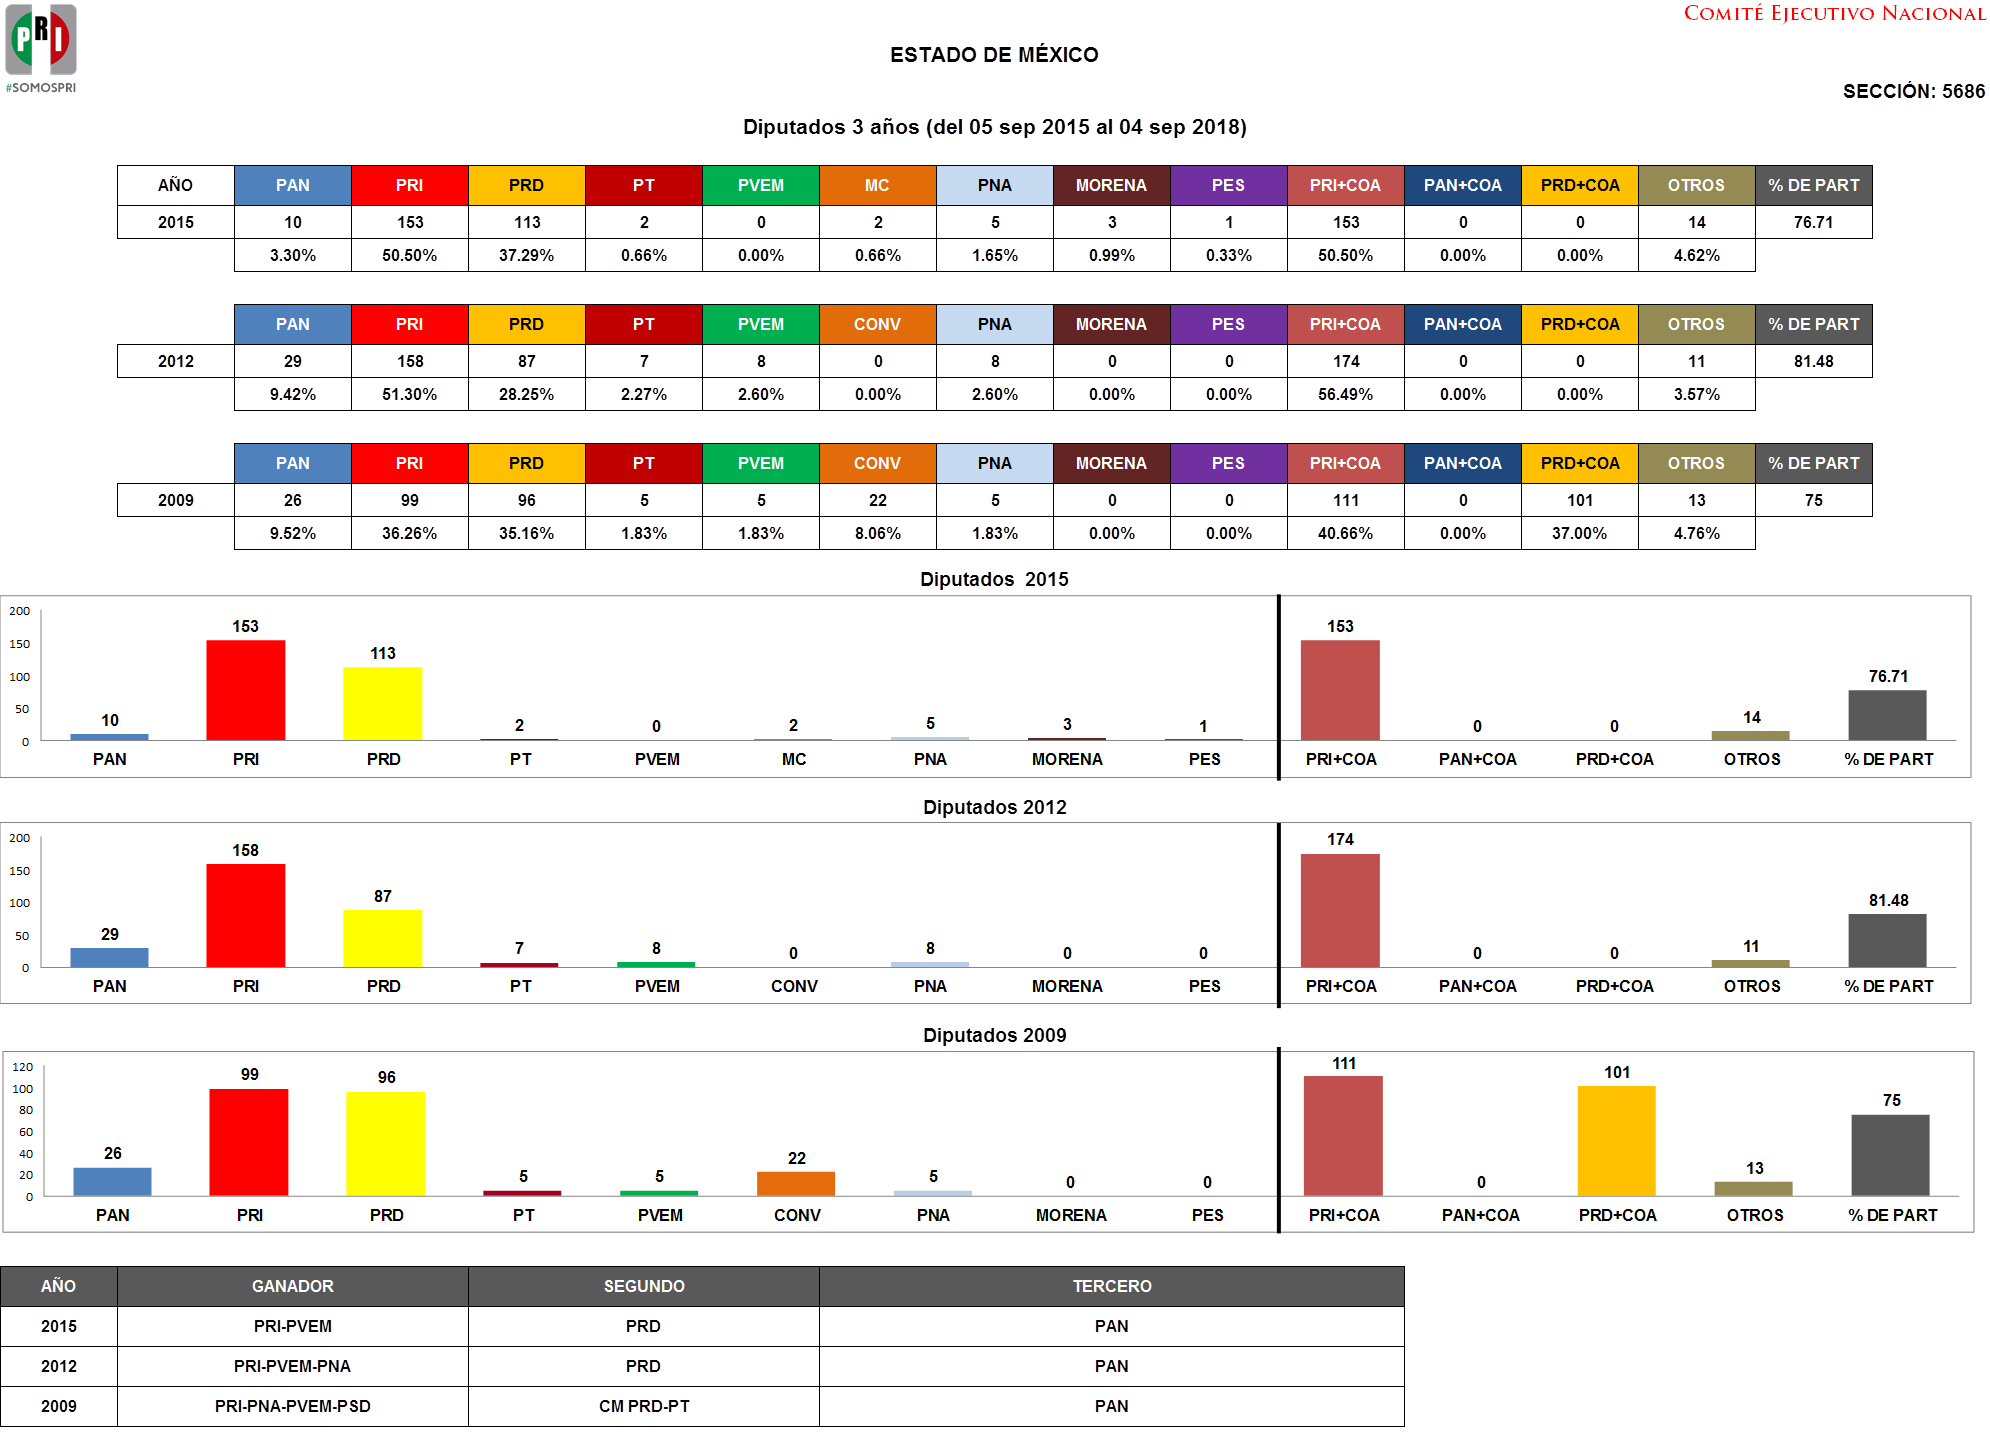 PRI
#SOMOSPRI
COMITÉ EJECUTIVO NACIONAL
ESTADO DE MÉXICO
SECCIÓN: 5686
Diputados 3 años (del 05 sep 2015 al 04 sep 2018)
AÑO PAN PRI PRD PT PVEM MC PNA MORENA PES PRI+COA PAN+COA PRD+COA OTROS % DE PART
2015 10 153 113 2 0 2 5 3 1 153 0 0 14 76.71
3.30% 50.50% 37.29% 0.66% 0.00% 0.66% 1.65% 0.99% 0.33% 50.50% 0.00% 0.00% 4.62%
PAN PRI PRD PT PVEM CONV PNA MORENA PES PRI+COA PAN+COA PRD+COA OTROS % DE PART
2012 29 158 87 7 8 0 8 0 0 174 0 0 11 81.48
9.42% 51.30% 28.25% 2.27% 2.60% 0.00% 2.60% 0.00% 0.00% 56.49% 0.00% 0.00% 3.57%
PAN PRI PRD PT PVEM CONV PNA MORENA PES PRI+COA PAN+COA PRD+COA OTROS % DE PART
2009 26 99 96 5 5 22 5 0 0 111 0 101 13 75
9.52% 36.26% 35.16% 1.83% 1.83% 8.06% 1.83% 0.00% 0.00% 40.66% 0.00% 37.00% 4.76%
Diputados 2015
200
150
100
50
0
10 153 113 2 0 2 5 3 1 153 0 0 14 76.71
PAN PRI PRD PT PVEM MC PNA MORENA PES PRI+COA PAN+COA PRD+COA OTROS % DE PART
Diputados 2012
200
150
100
50
0
29 158 87 7 8 0 8 0 0 174 0 0 11 81.48
PAN PRI PRD PT PVEM CONV PNA MORENA PES PRI+COA PAN+COA PRD+COA OTROS % DE PART
Diputados 2009
120
100
80
60
40
20
0
26 99 96 5 5 22 5 0 0 111 0 101 13 75
PAN PRI PRD PT PVEM CONV PNA MORENA PES PRI+COA PAN+COA PRD+COA OTROS % DE PART
AÑO GANADOR SEGUNDO TERCERO
2015 PRI-PVEM PRD PAN
2012 PRI-PVEM-PNA PRD PAN
2009 PRI-PNA-PVEM-PSD CM PRD-PT PAN